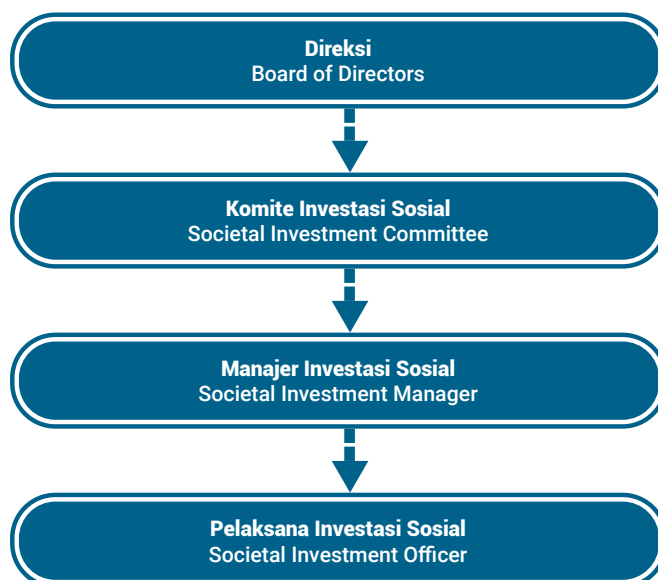 Direksi
Board of Directors
Komite Investasi Sosial
Societal Investment Committee
Manajer Investasi Sosial
Societal Investment Manager
Pelaksana Investasi Sosial
Societal Investment Officer